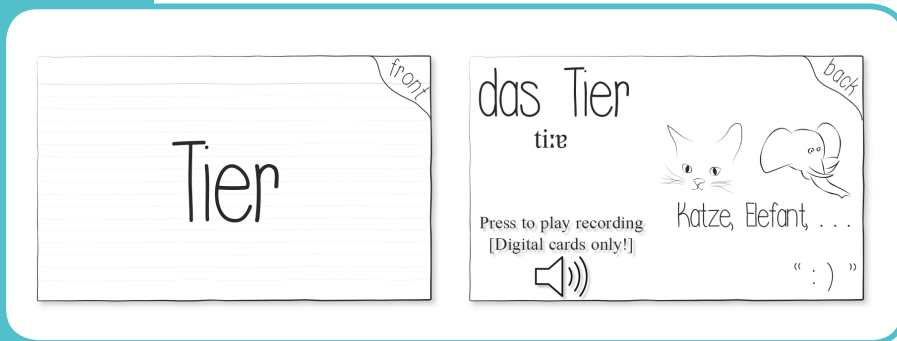 front
Tier
back
das Tier
tiːɐ
Katze, Elefant, . . .
Press to play recording
[Digital cards only!]
“ : ) ”